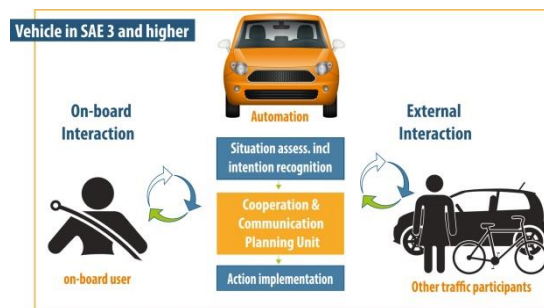 Vehicle in SAE 3 and higher
On-board
Interaction
Automation
External
Interaction
Situation assess. incl
intention recognition
Cooperation &
Communication
Planning Unit
Action implementation
on-board user
Other traffic participants